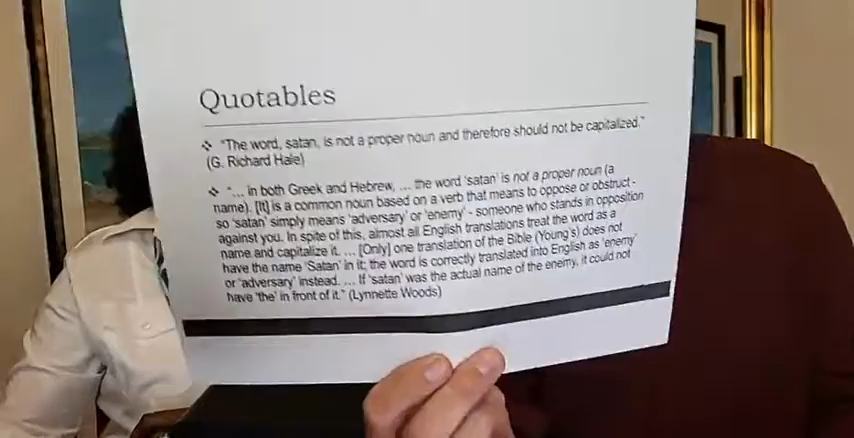 Quotables
❖ "The word, satan, is not a proper noun and therefore should not be capitalized."
(G. Richard Hale)
❖ "... in both Greek and Hebrew, ... the word 'satan' is not a proper noun (a
name). [It] is a common noun based on a verb that means to oppose or obstruct -
so 'satan' simply means 'adversary' or 'enemy' - someone who stands in opposition
against you. In spite of this, almost all English translations treat the word as a
name and capitalize it. ... [Only] one translation of the Bible (Young's) does not
have the name 'Satan' in it; the word is correctly translated into English as 'enemy'
or 'adversary' instead. ... If 'satan' was the actual name of the enemy, it could not
have 'the' in front of it." (Lynnette Woods)